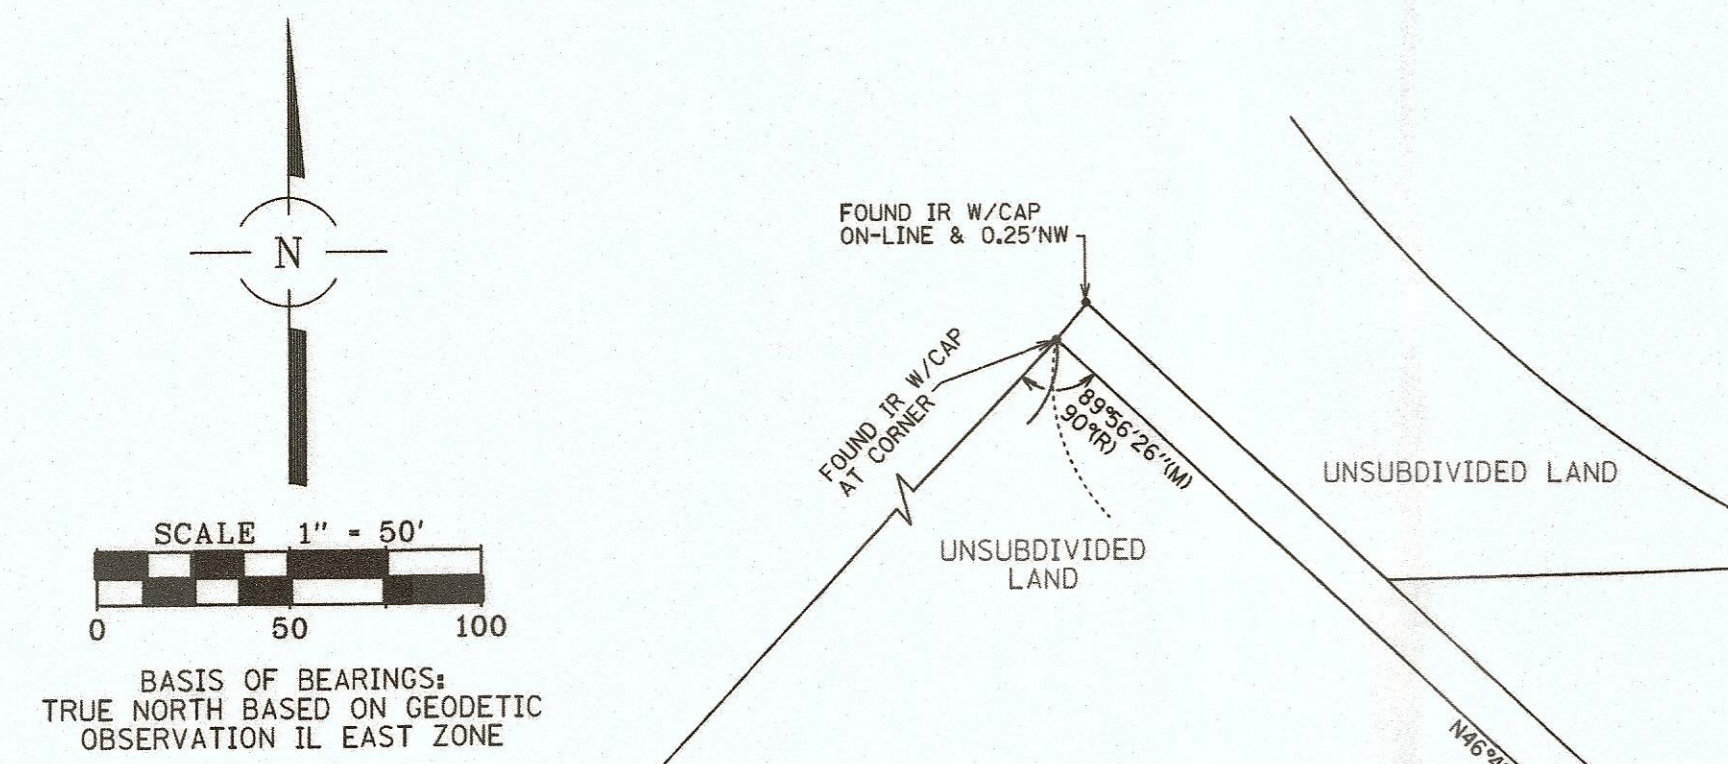 N
SCALE 1" = 50'
0 50 100
BASIS OF BEARINGS:
TRUE NORTH BASED ON GEODETIC
OBSERVATION IL EAST ZONE
FOUND IR W/CAP
ON-LINE & 0.25'NW
FOUND IR W/CAP
AT CORNER
89°56'26"(M)
90°(R)
UNSUBDIVIDED
LAND
UNSUBDIVIDED LAND